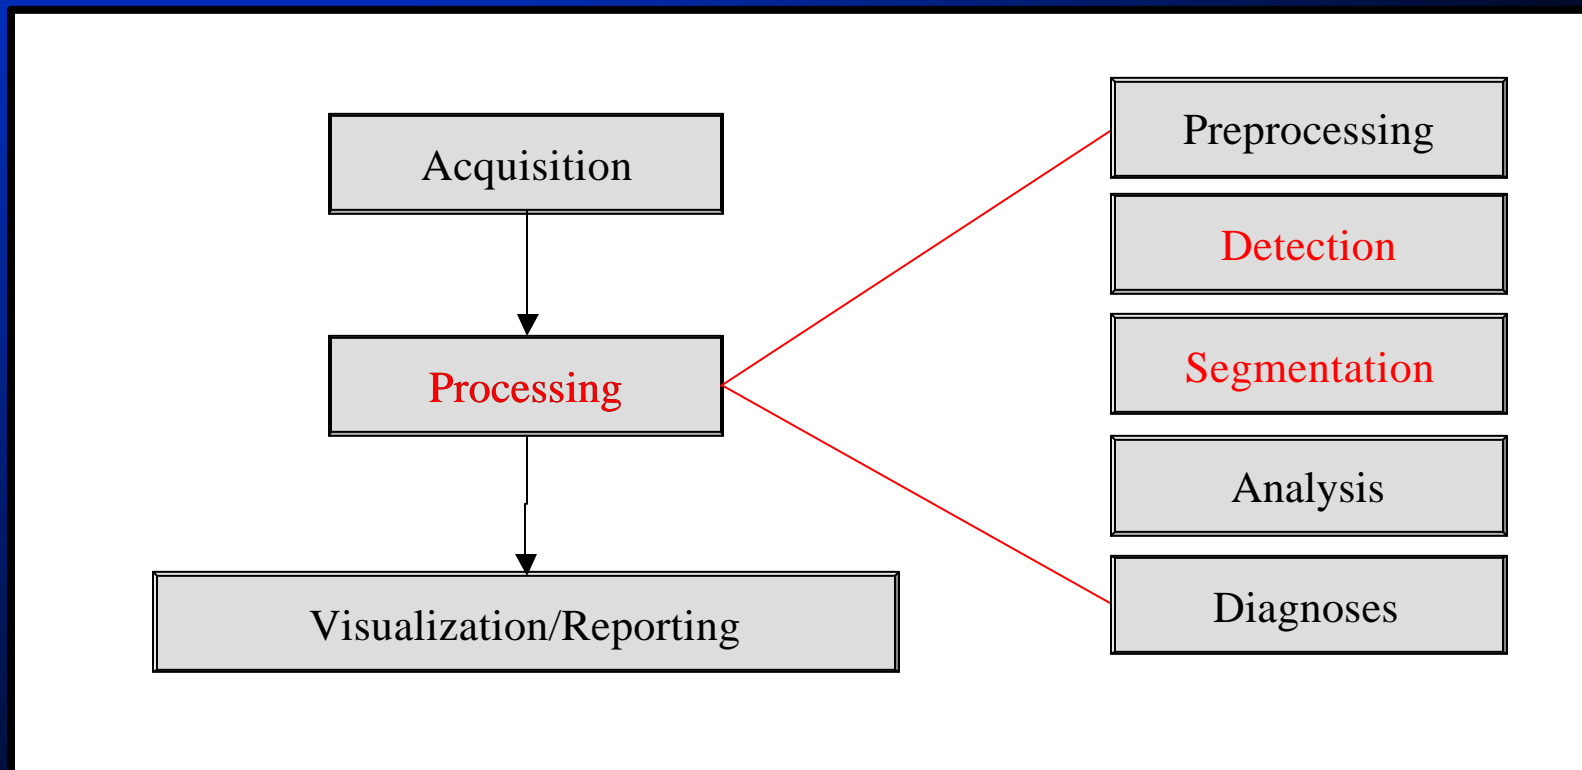 Acquisition
Processing
Visualization/Reporting
Preprocessing
Detection
Segmentation
Analysis
Diagnoses